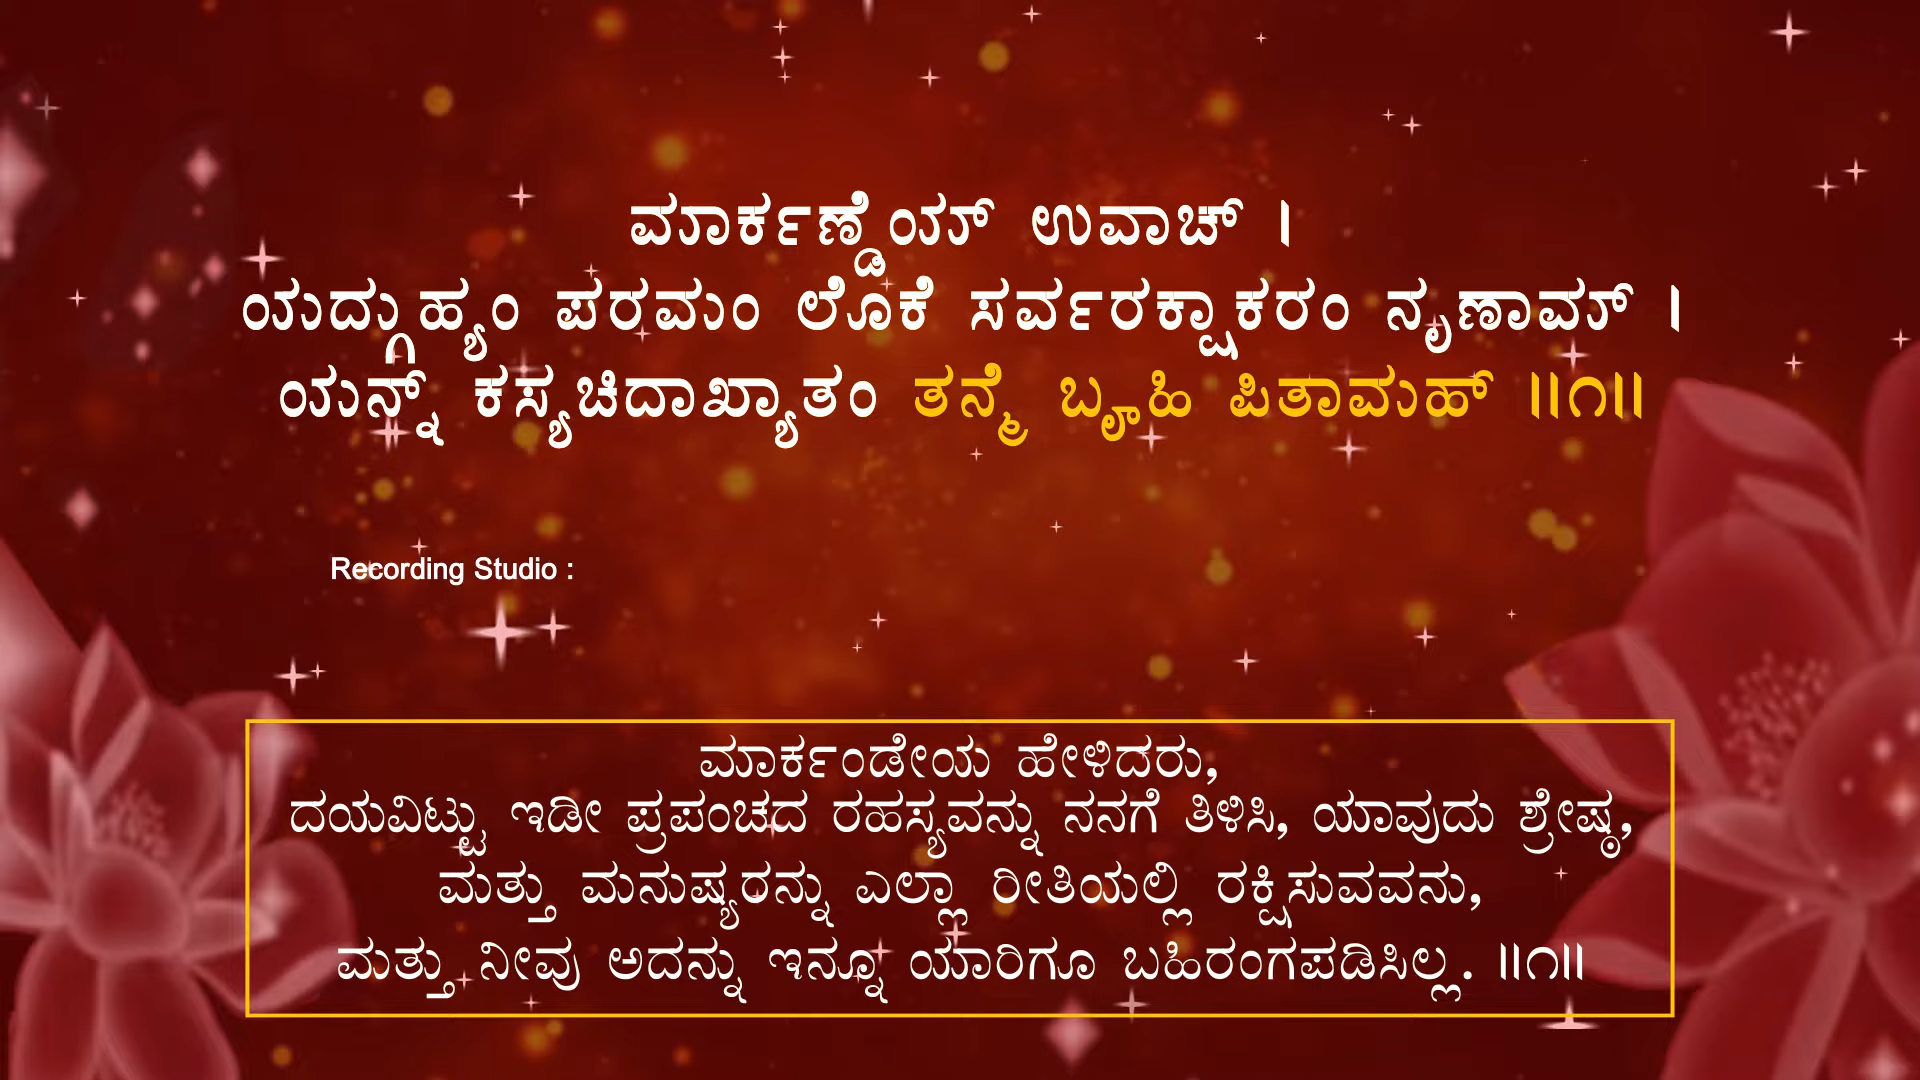 ಮಾರ್ಕಣ್ಡೆಯ್ ಉವಾಚ್ ।
ಯದ್ಗುಹ್ಯಂ ಪರಮಂ ಲೊಕೆ ಸರ್ವರಕ್ಷಾಕರಂ ನೃಣಾಮ್ ।
ಯನ್ನ್ ಕಸ್ಯಚಿದಾಖ್ಯಾತಂ ತನ್ಮೆ ಬ್ರೂಹಿ ಪಿತಾಮಹ್ ॥೧॥
Recording Studio :
ಮಾರ್ಕಂಡೇಯ ಹೇಳಿದರು,
ದಯವಿಟ್ಟು ಇಡೀ ಪ್ರಪಂಚದ ರಹಸ್ಯವನ್ನು ನನಗೆ ತಿಳಿಸಿ, ಯಾವುದು ಶ್ರೇಷ್ಠ,
ಮತ್ತು ಮನುಷ್ಯರನ್ನು ಎಲ್ಲಾ ರೀತಿಯಲ್ಲಿ ರಕ್ಷಿಸುವವನು,
ಮತ್ತು ನೀವು ಅದನ್ನು ಇನ್ನೂ ಯಾರಿಗೂ ಬಹಿರಂಗಪಡಿಸಿಲ್ಲ. ॥೧॥